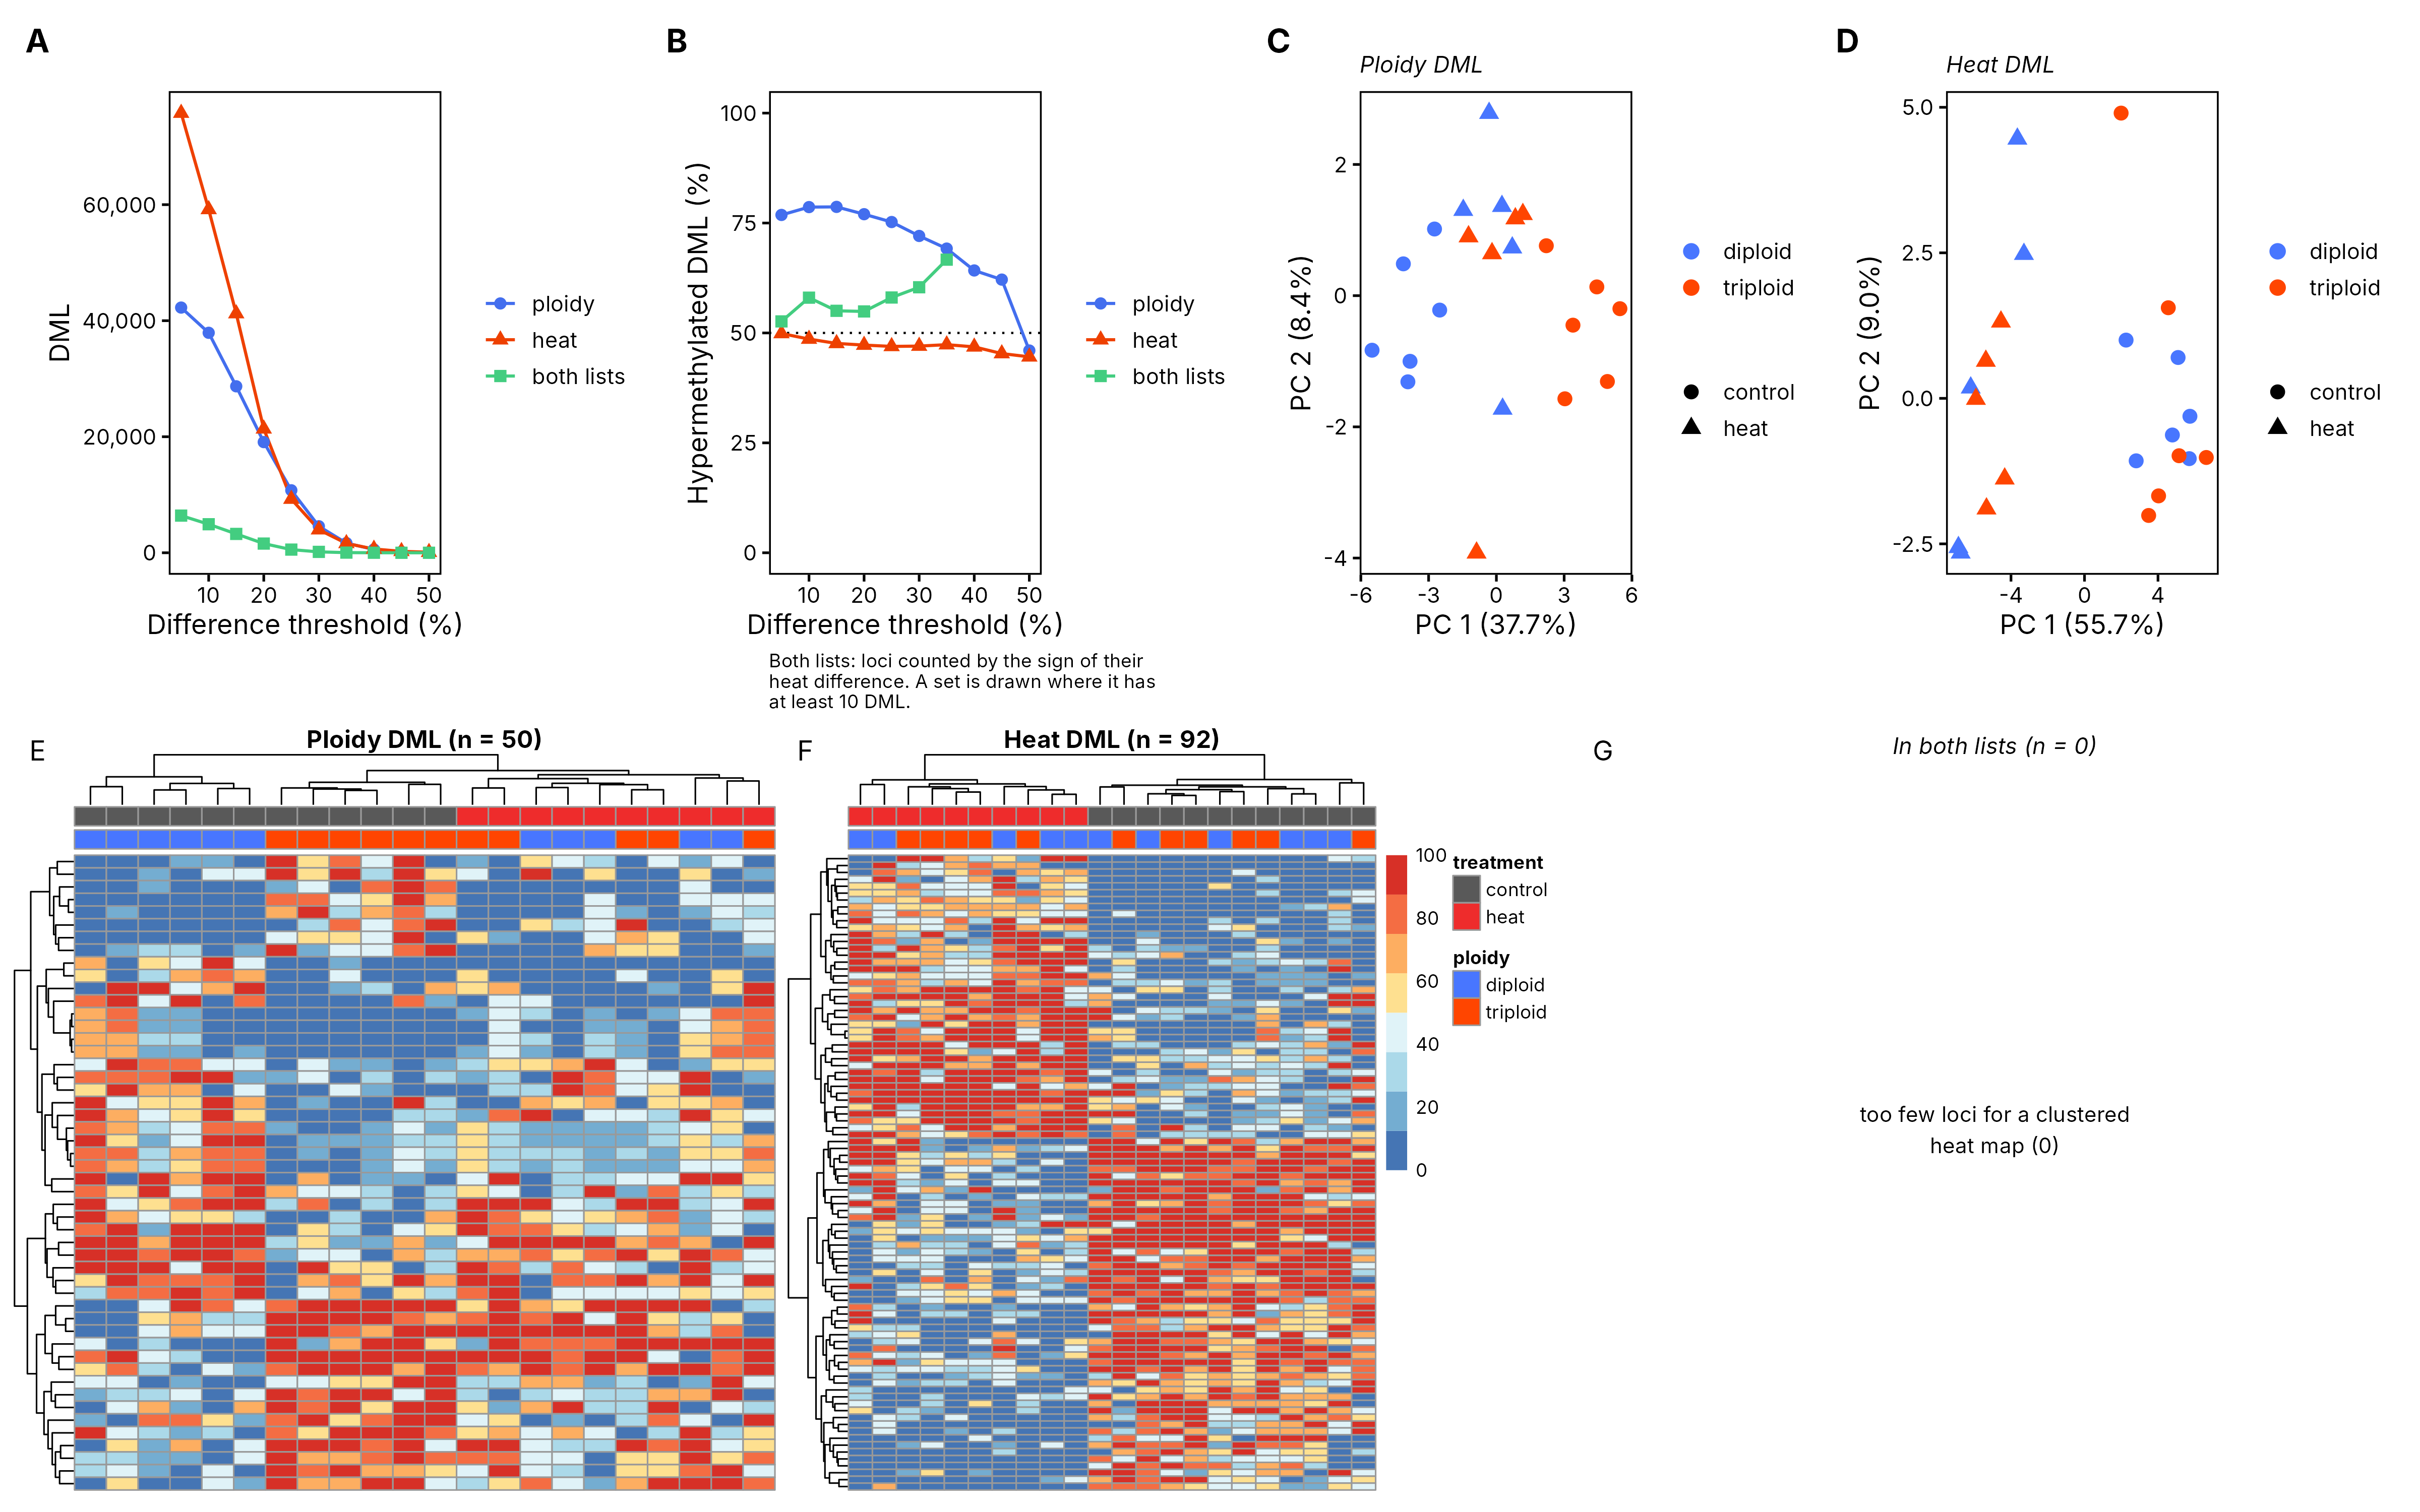 A
60,000
40,000
20,000
0
DML
10 20 30 40 50
Difference threshold (%)
ploidy
heat
both lists
B
100
75
50
25
0
Hypermethylated DML (%)
10 20 30 40 50
Difference threshold (%)
ploidy
heat
both lists
Both lists: loci counted by the sign of their
heat difference. A set is drawn where it has
at least 10 DML.
C
Ploidy DML
2
0
-2
-4
PC 2 (8.4%)
-6 -3 0 3 6
PC 1 (37.7%)
diploid
triploid
control
heat
D
Heat DML
5.0
2.5
0.0
-2.5
PC 2 (9.0%)
-4 0 4
PC 1 (55.7%)
diploid
triploid
control
heat
E
Ploidy DML (n = 50)
F
Heat DML (n = 92)
100
80
60
40
20
0
treatment
control
heat
ploidy
diploid
triploid
G
In both lists (n = 0)
too few loci for a clustered
heat map (0)